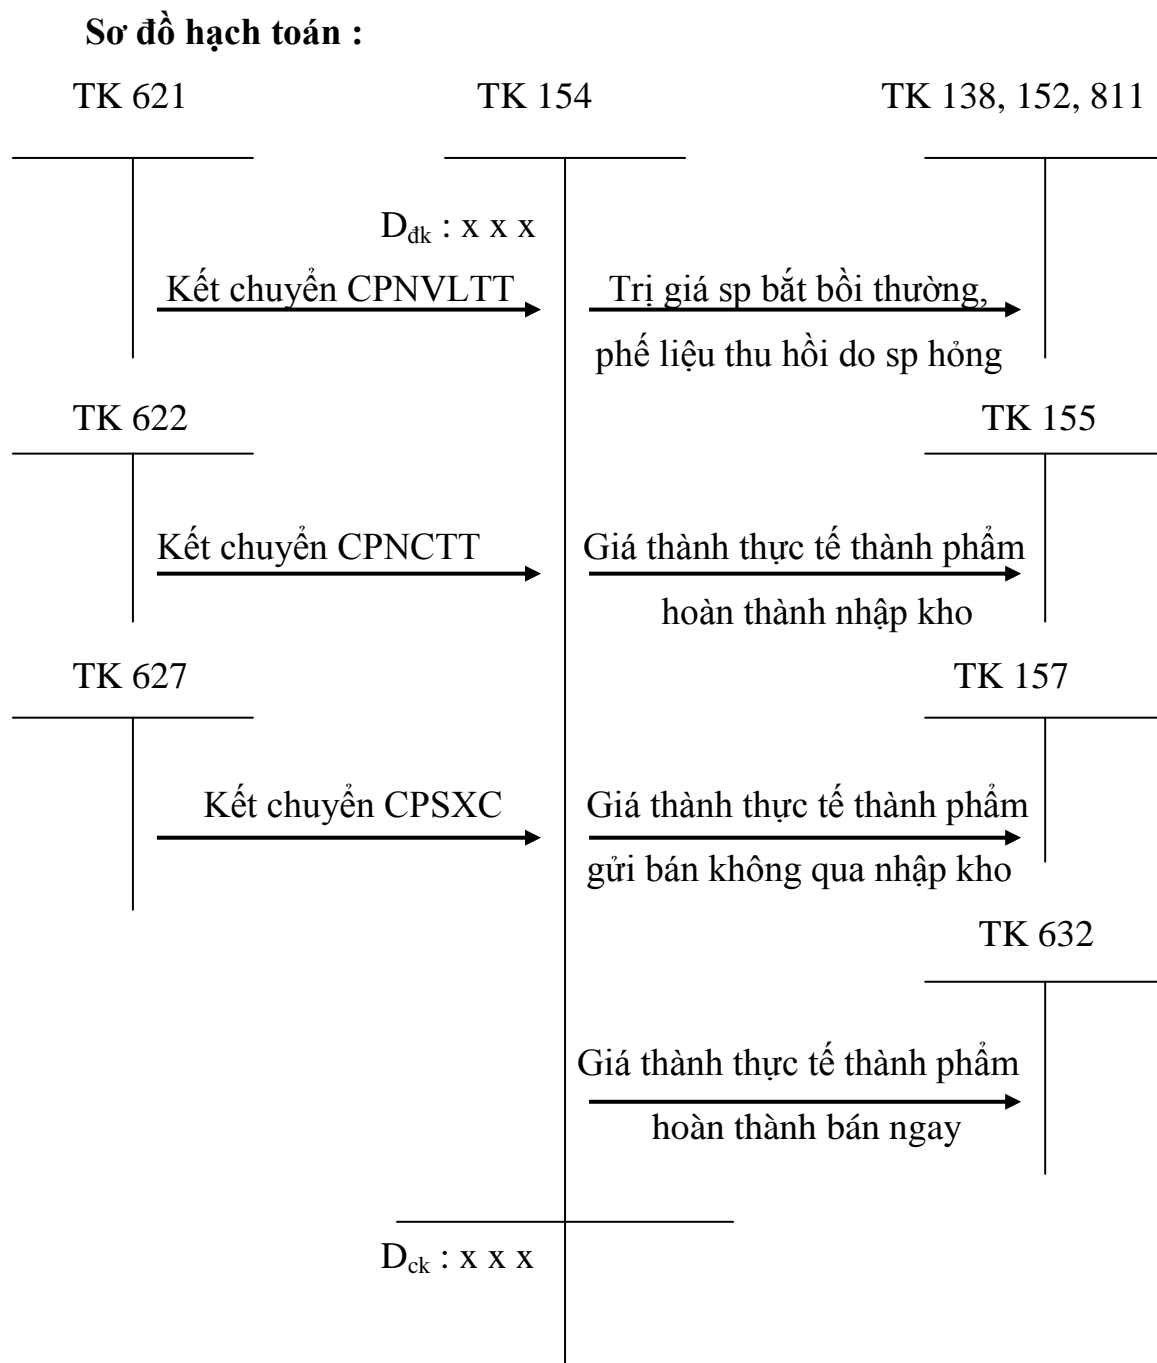 Sơ đồ hạch toán :
TK 621
TK 154
TK 138, 152, 811
Dđk : x x x
Kết chuyển CPNVLTT
Trị giá sp bắt bồi thường,
phế liệu thu hồi do sp hỏng
TK 622
TK 155
Kết chuyển CPNCTT
Giá thành thực tế thành phẩm
hoàn thành nhập kho
TK 627
TK 157
Kết chuyển CPSXC
Giá thành thực tế thành phẩm
gửi bán không qua nhập kho
TK 632
Giá thành thực tế thành phẩm
hoàn thành bán ngay
Dck : x x x